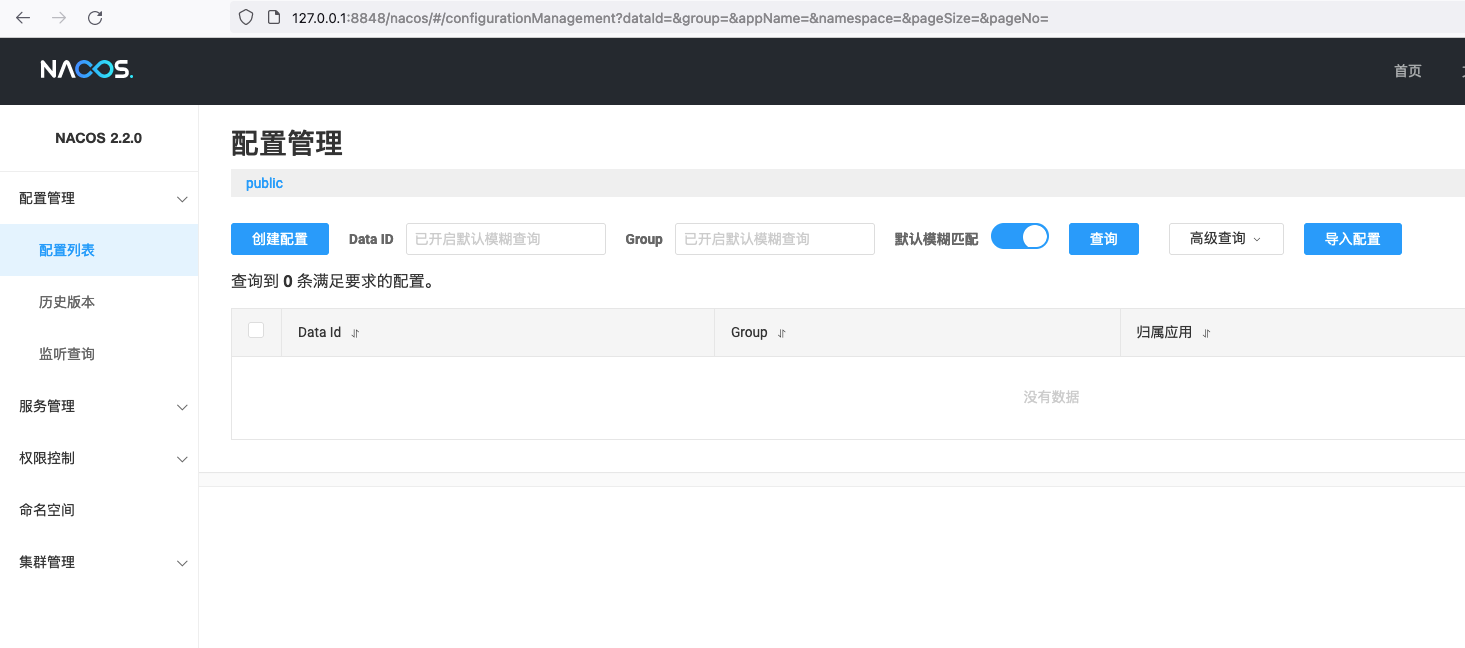 127.0.0.1:8848/nacos/#/configurationManagement?dataId=&group=&appName=&namespace=&pageSize=&pageNo=
NACOS.
首页
NACOS 2.2.0
配置管理
配置列表
历史版本
监听查询
服务管理
权限控制
命名空间
集群管理
配置管理
public
创建配置 Data ID 已开启默认模糊查询 Group 已开启默认模糊查询 默认模糊匹配 查询 高级查询 导入配置
查询到 0 条满足要求的配置。
Data Id Group 归属应用
没有数据